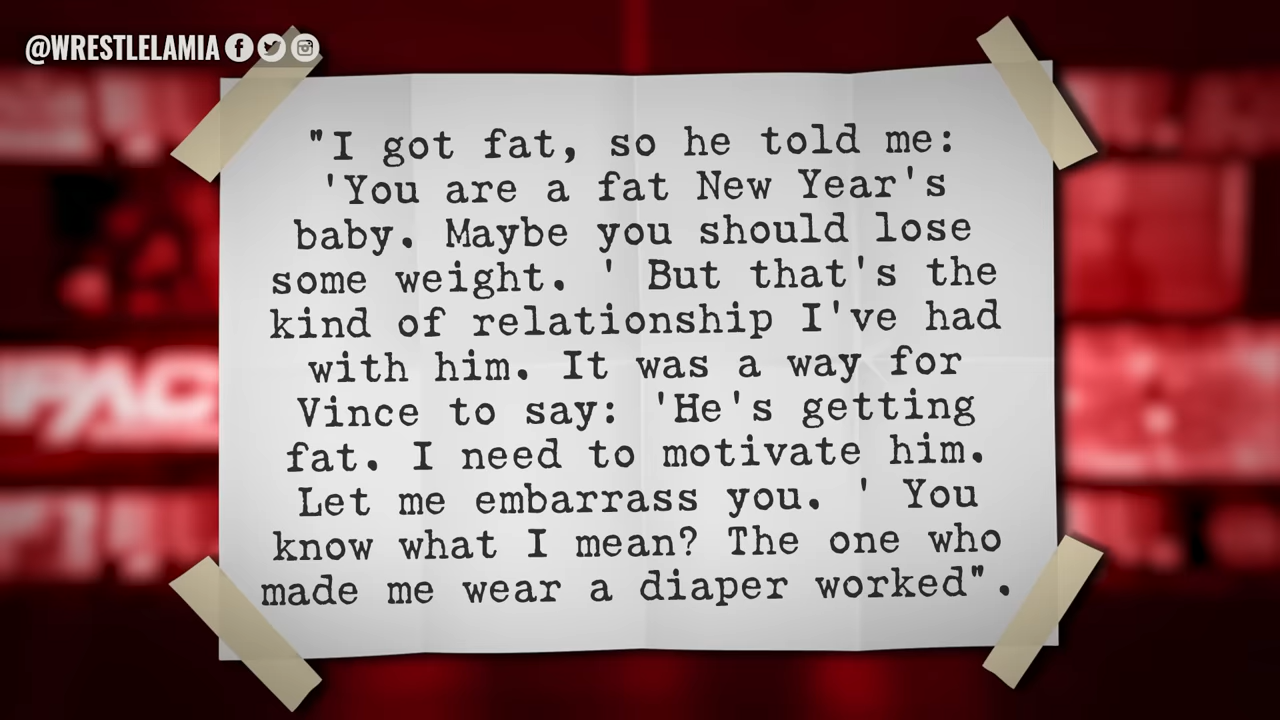 @WRESTLELAMIA
"I got fat, so he told me:
'You are a fat New Year's
baby. Maybe you should lose
some weight. ' But that's the
kind of relationship I've had
with him. It was a way for
Vince to say: 'He's getting
fat. I need to motivate him.
Let me embarrass you. ' You
know what I mean? The one who
made me wear a diaper worked".